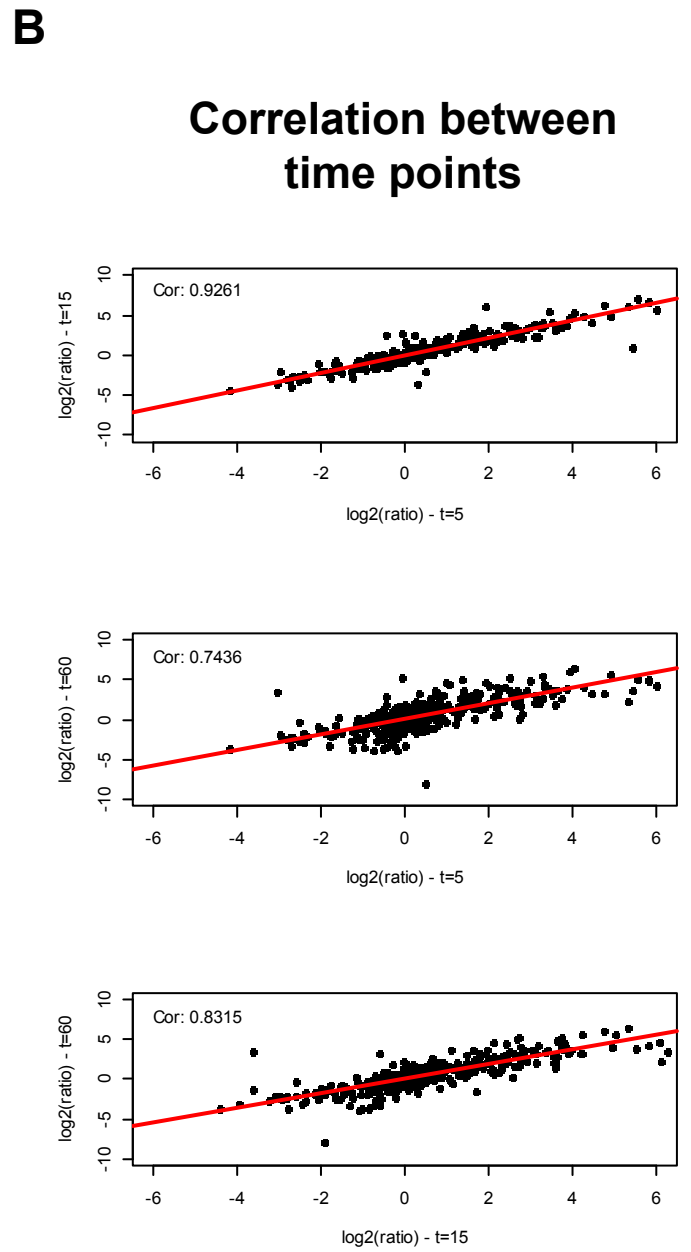 B
Correlation between
time points
10
5
0
-5
-10
log2(ratio) - t=15
Cor: 0.9261
-6 -4 -2 0 2 4 6
log2(ratio) - t=5
10
5
0
-5
-10
log2(ratio) - t=60
Cor: 0.7436
-6 -4 -2 0 2 4 6
log2(ratio) - t=5
10
5
0
-5
-10
log2(ratio) - t=60
Cor: 0.8315
-6 -4 -2 0 2 4 6
log2(ratio) - t=15